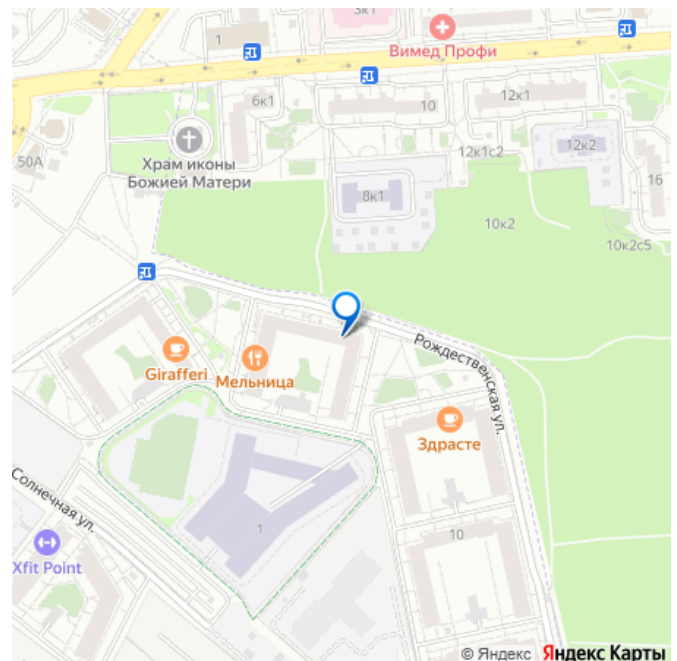 3к1
Вимед Профи
1
6к1
10
12к1
50А
Храм иконы
Божией Матери
12к1с2
12к2
8к1
16
10к2
10к2с5
Рождественская ул.
Girafferi
Мельница
Здрасте
Солнечная ул.
1
10
Xfit Point
© Яндекс Яндекс Карты